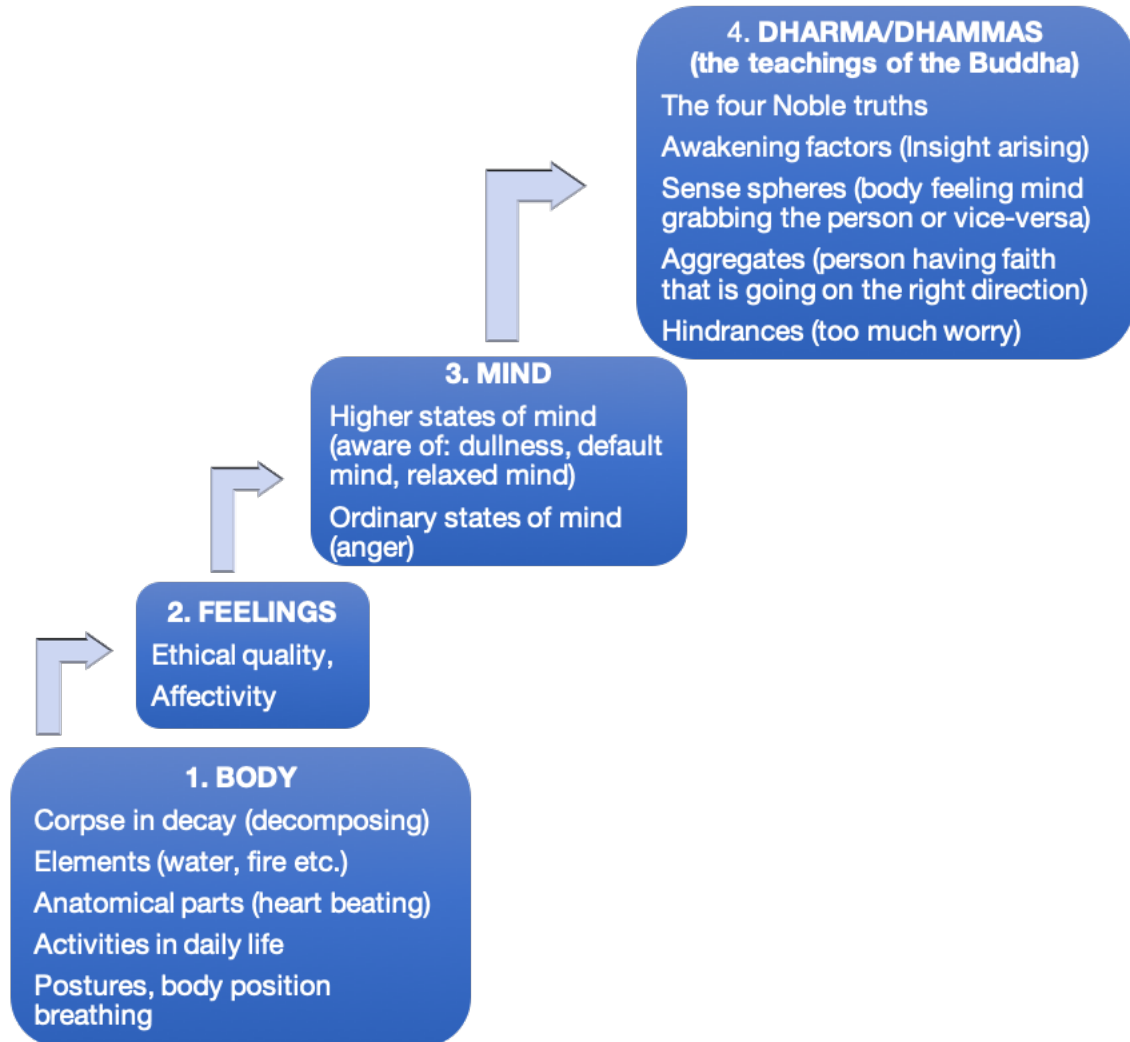 4. DHARMA/DHAMMAS
(the teachings of the Buddha)
The four Noble truths
Awakening factors (Insight arising)
Sense spheres (body feeling mind
grabbing the person or vice-versa)
Aggregates (person having faith
that is going on the right direction)
Hindrances (too much worry)
3. MIND
Higher states of mind
(aware of: dullness, default
mind, relaxed mind)
Ordinary states of mind
(anger)
2. FEELINGS
Ethical quality,
Affectivity
1. BODY
Corpse in decay (decomposing)
Elements (water, fire etc.)
Anatomical parts (heart beating)
Activities in daily life
Postures, body position
breathing